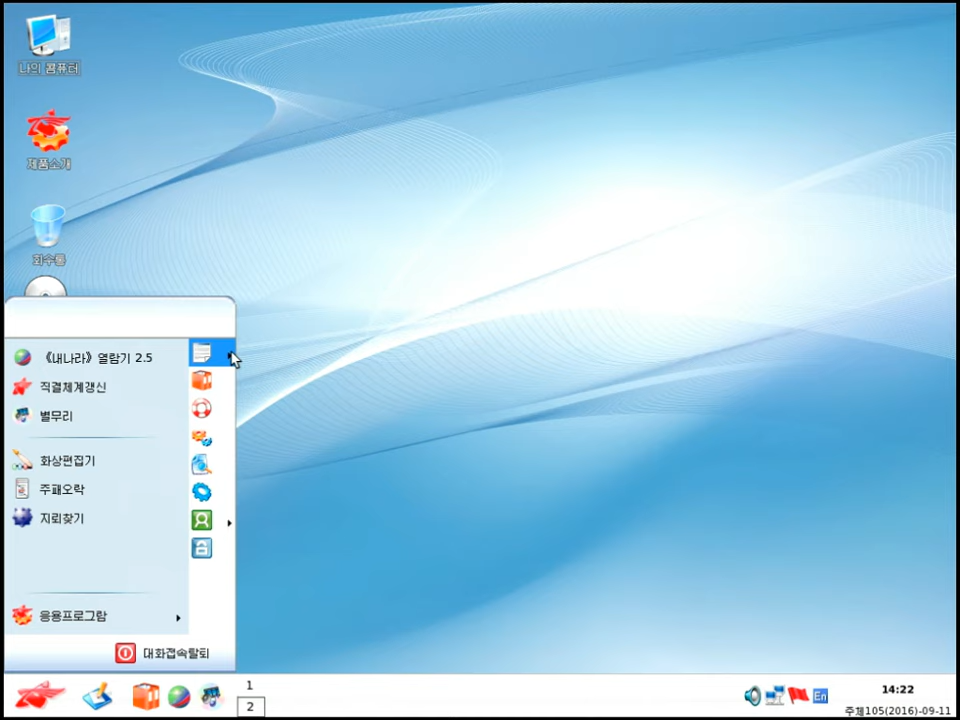 나의 콤퓨터
제품소개
회수통
《내나라》열람기 2.5
직결체계갱신
별무리
화상편집기
주패오락
지뢰찾기
응용프로그람
대화접속탈퇴
1
2
En
14:22
주체105(2016)-09-11